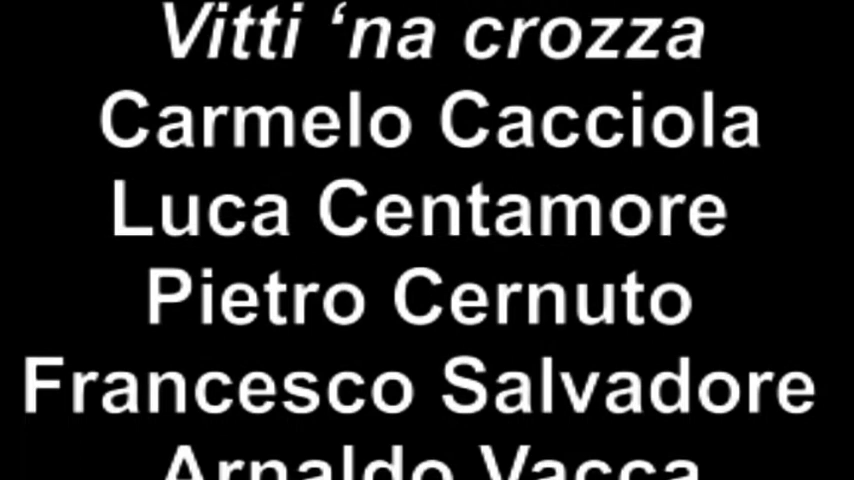 Vitti ‘na crozza
Carmelo Cacciola
Luca Centamore
Pietro Cernuto
Francesco Salvadore
Arnaldo Vacca